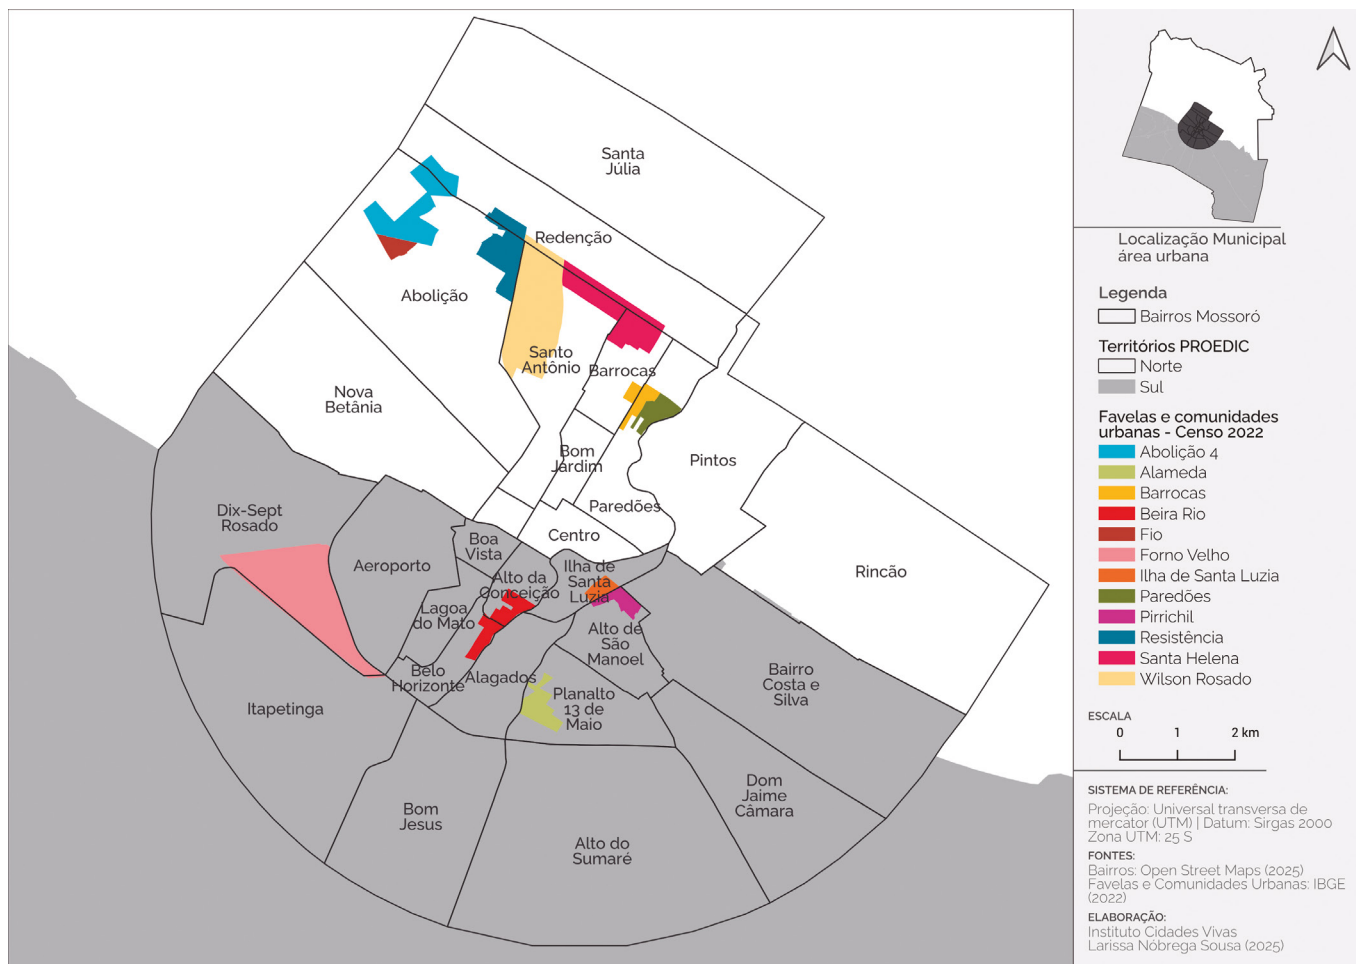 Santa
Júlia
Redenção
Abolição
Santo
Antônio
Barrocas
Nova
Betânia
Bom
Jardim
Pintos
Paredões
Dix-Sept
Rosado
Centro
Boa
Vista
Aeroporto
Ilha de
Santa
Luzia
Rincão
Alto da
Conceição
Lagoa
do Mato
Alto de
São
Manoel
Belo
Horizonte
Alagados
Bairro
Costa e
Silva
Planalto
13 de
Maio
Itapetinga
Dom
Jaime
Câmara
Bom
Jesus
Alto do
Sumaré
Localização Municipal
área urbana
Legenda
Bairros Mossoró
Territórios PROEDIC
Norte
Sul
Favelas e comunidades
urbanas - Censo 2022
Abolição 4
Alameda
Barrocas
Beira Rio
Fio
Forno Velho
Ilha de Santa Luzia
Paredões
Pirrichil
Resistência
Santa Helena
Wilson Rosado
ESCALA
0 1 2 km
SISTEMA DE REFERÊNCIA:
Projeção: Universal transversa de
mercator (UTM) | Datum: Sirgas 2000
Zona UTM: 25 S
FONTES:
Bairros: Open Street Maps (2025)
Favelas e Comunidades Urbanas: IBGE
(2022)
ELABORAÇÃO:
Instituto Cidades Vivas
Larissa Nóbrega Sousa (2025)